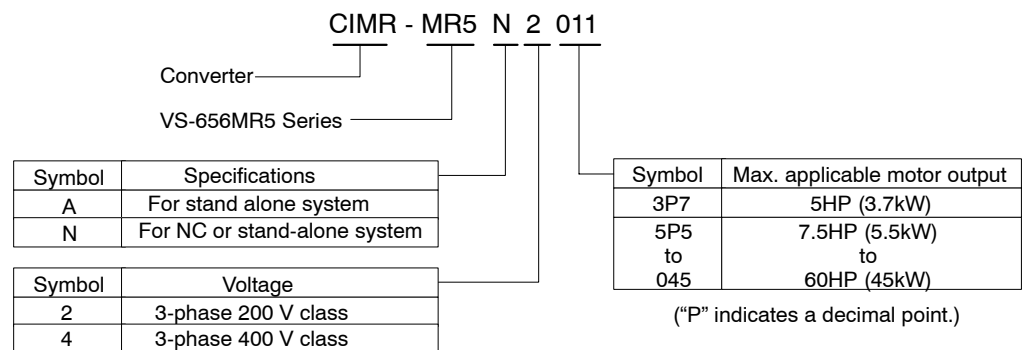 CIMR - MR5 N 2 011
Converter
VS-656MR5 Series
Symbol Specifications
A For stand alone system
N For NC or stand-alone system
Symbol Voltage
2 3-phase 200 V class
4 3-phase 400 V class
Symbol Max. applicable motor output
3P7 5HP (3.7kW)
5P5 7.5HP (5.5kW)
to to
045 60HP (45kW)
(“P” indicates a decimal point.)